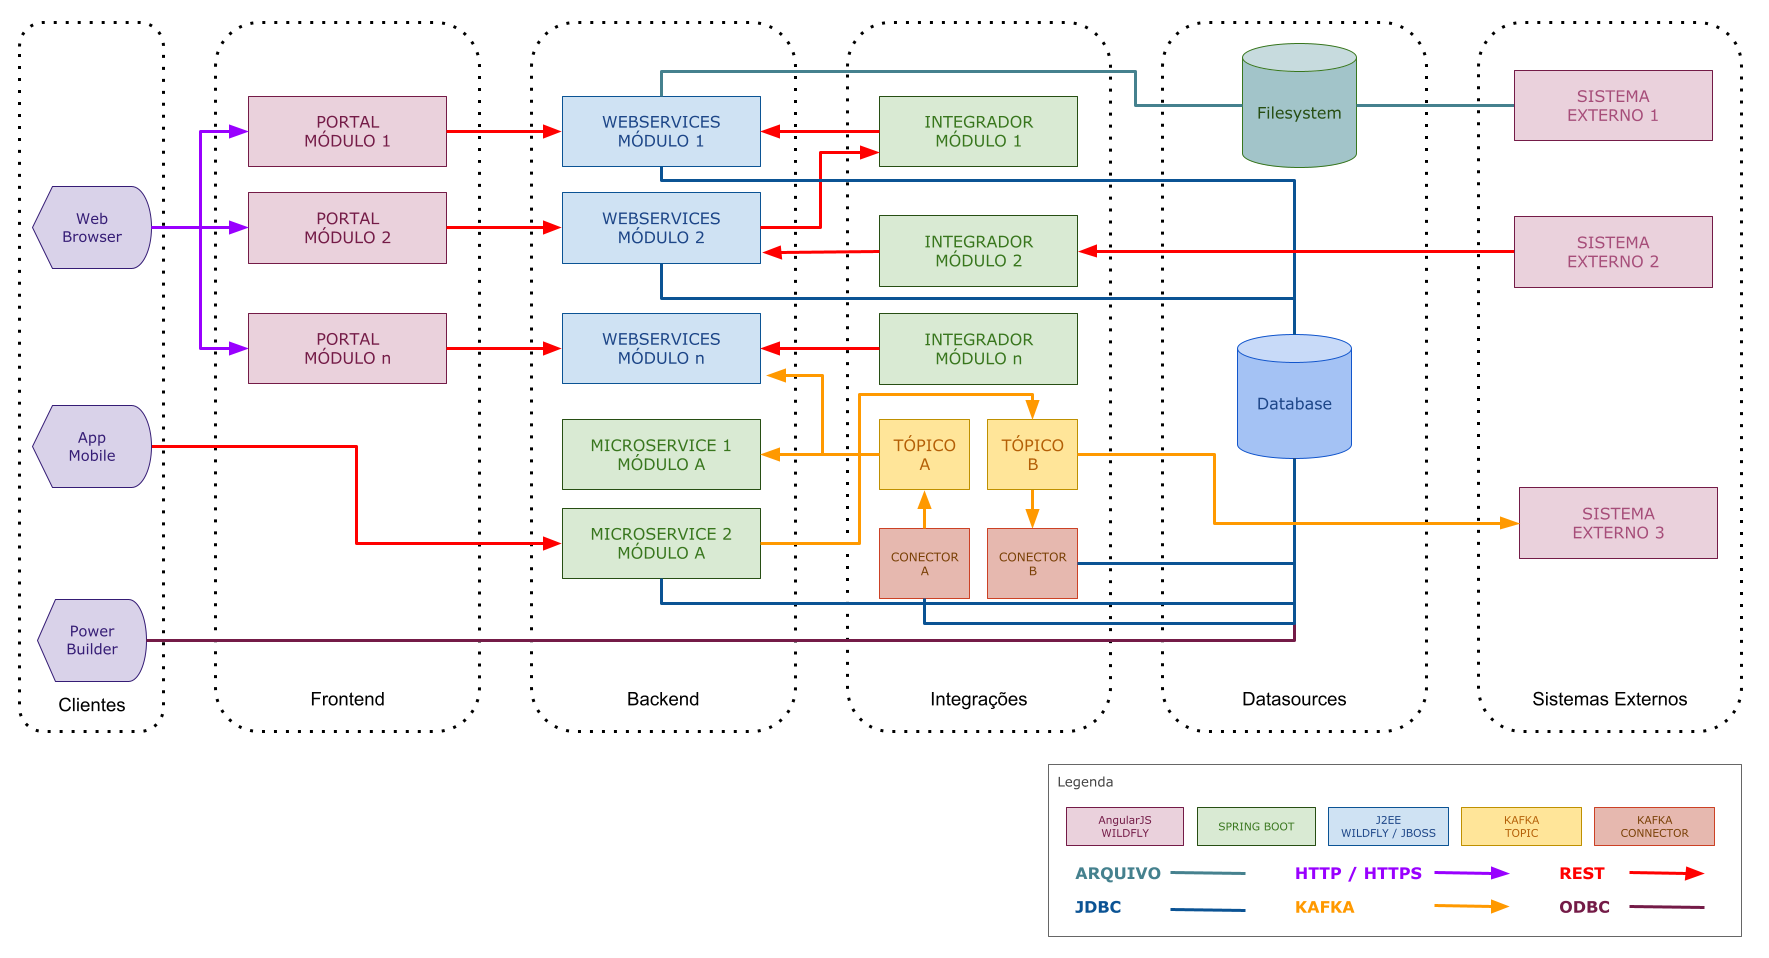 Web
Browser
App
Mobile
Power
Builder
Clientes
PORTAL
MÓDULO 1
PORTAL
MÓDULO 2
PORTAL
MÓDULO n
Frontend
WEBSERVICES
MÓDULO 1
WEBSERVICES
MÓDULO 2
WEBSERVICES
MÓDULO n
MICROSERVICE 1
MÓDULO A
MICROSERVICE 2
MÓDULO A
Backend
INTEGRADOR
MÓDULO 1
INTEGRADOR
MÓDULO 2
INTEGRADOR
MÓDULO n
TÓPICO
A
TÓPICO
B
CONECTOR
A
CONECTOR
B
Integrações
Filesystem
Database
Datasources
SISTEMA
EXTERNO 1
SISTEMA
EXTERNO 2
SISTEMA
EXTERNO 3
Sistemas Externos
Legenda
AngularJS
WILDFLY
SPRING BOOT
J2EE
WILDFLY / JBOSS
KAFKA
TOPIC
KAFKA
CONNECTOR
ARQUIVO
HTTP / HTTPS
REST
JDBC
KAFKA
ODBC